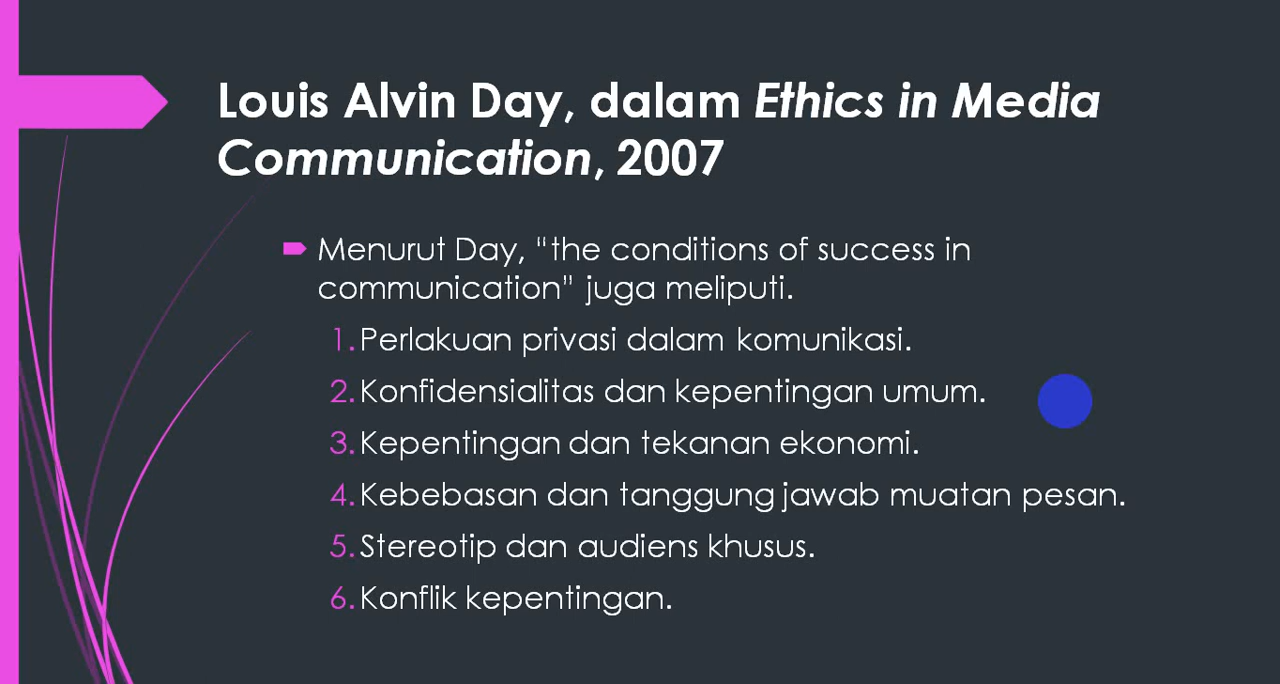 Louis Alvin Day, dalam Ethics in Media
Communication, 2007
Menurut Day, "the conditions of success in
communication" juga meliputi.
1. Perlakuan privasi dalam komunikasi.
2. Konfidensialitas dan kepentingan umum.
3. Kepentingan dan tekanan ekonomi.
4. Kebebasan dan tanggung jawab muatan pesan.
5. Stereotip dan audiens khusus.
6. Konflik kepentingan.